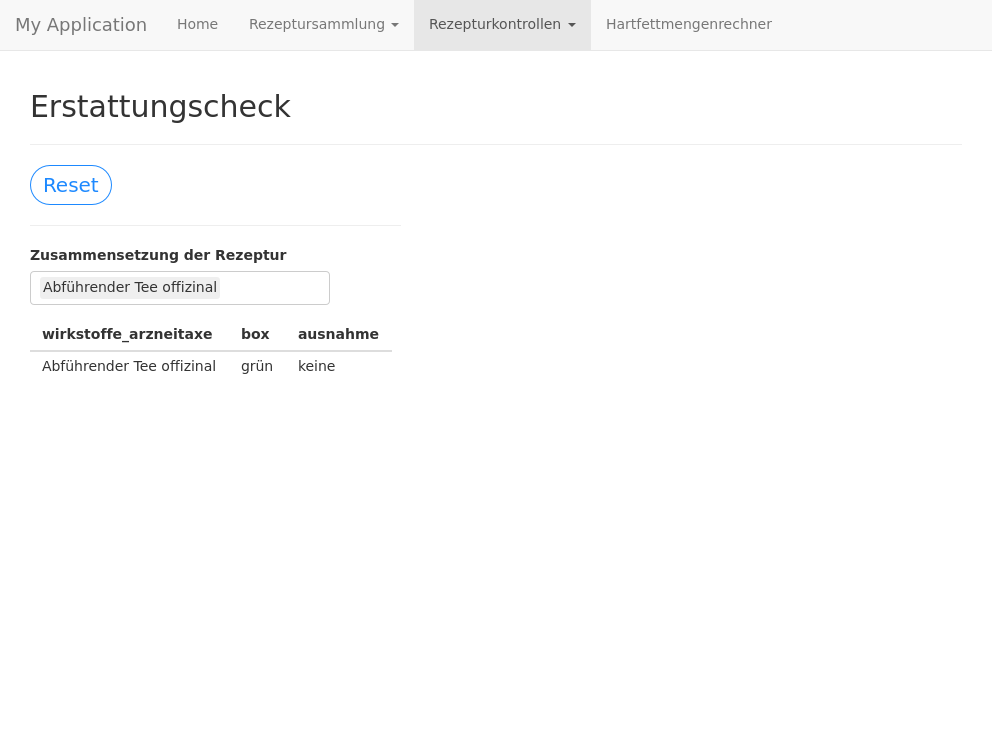 My Application Home Rezeptursammlung Rezepturkontrollen Hartfettmengenrechner
Erstattungscheck
Reset
Zusammensetzung der Rezeptur
Abführender Tee offizinal
wirkstoffe_arzneitaxe box ausnahme
Abführender Tee offizinal grün keine